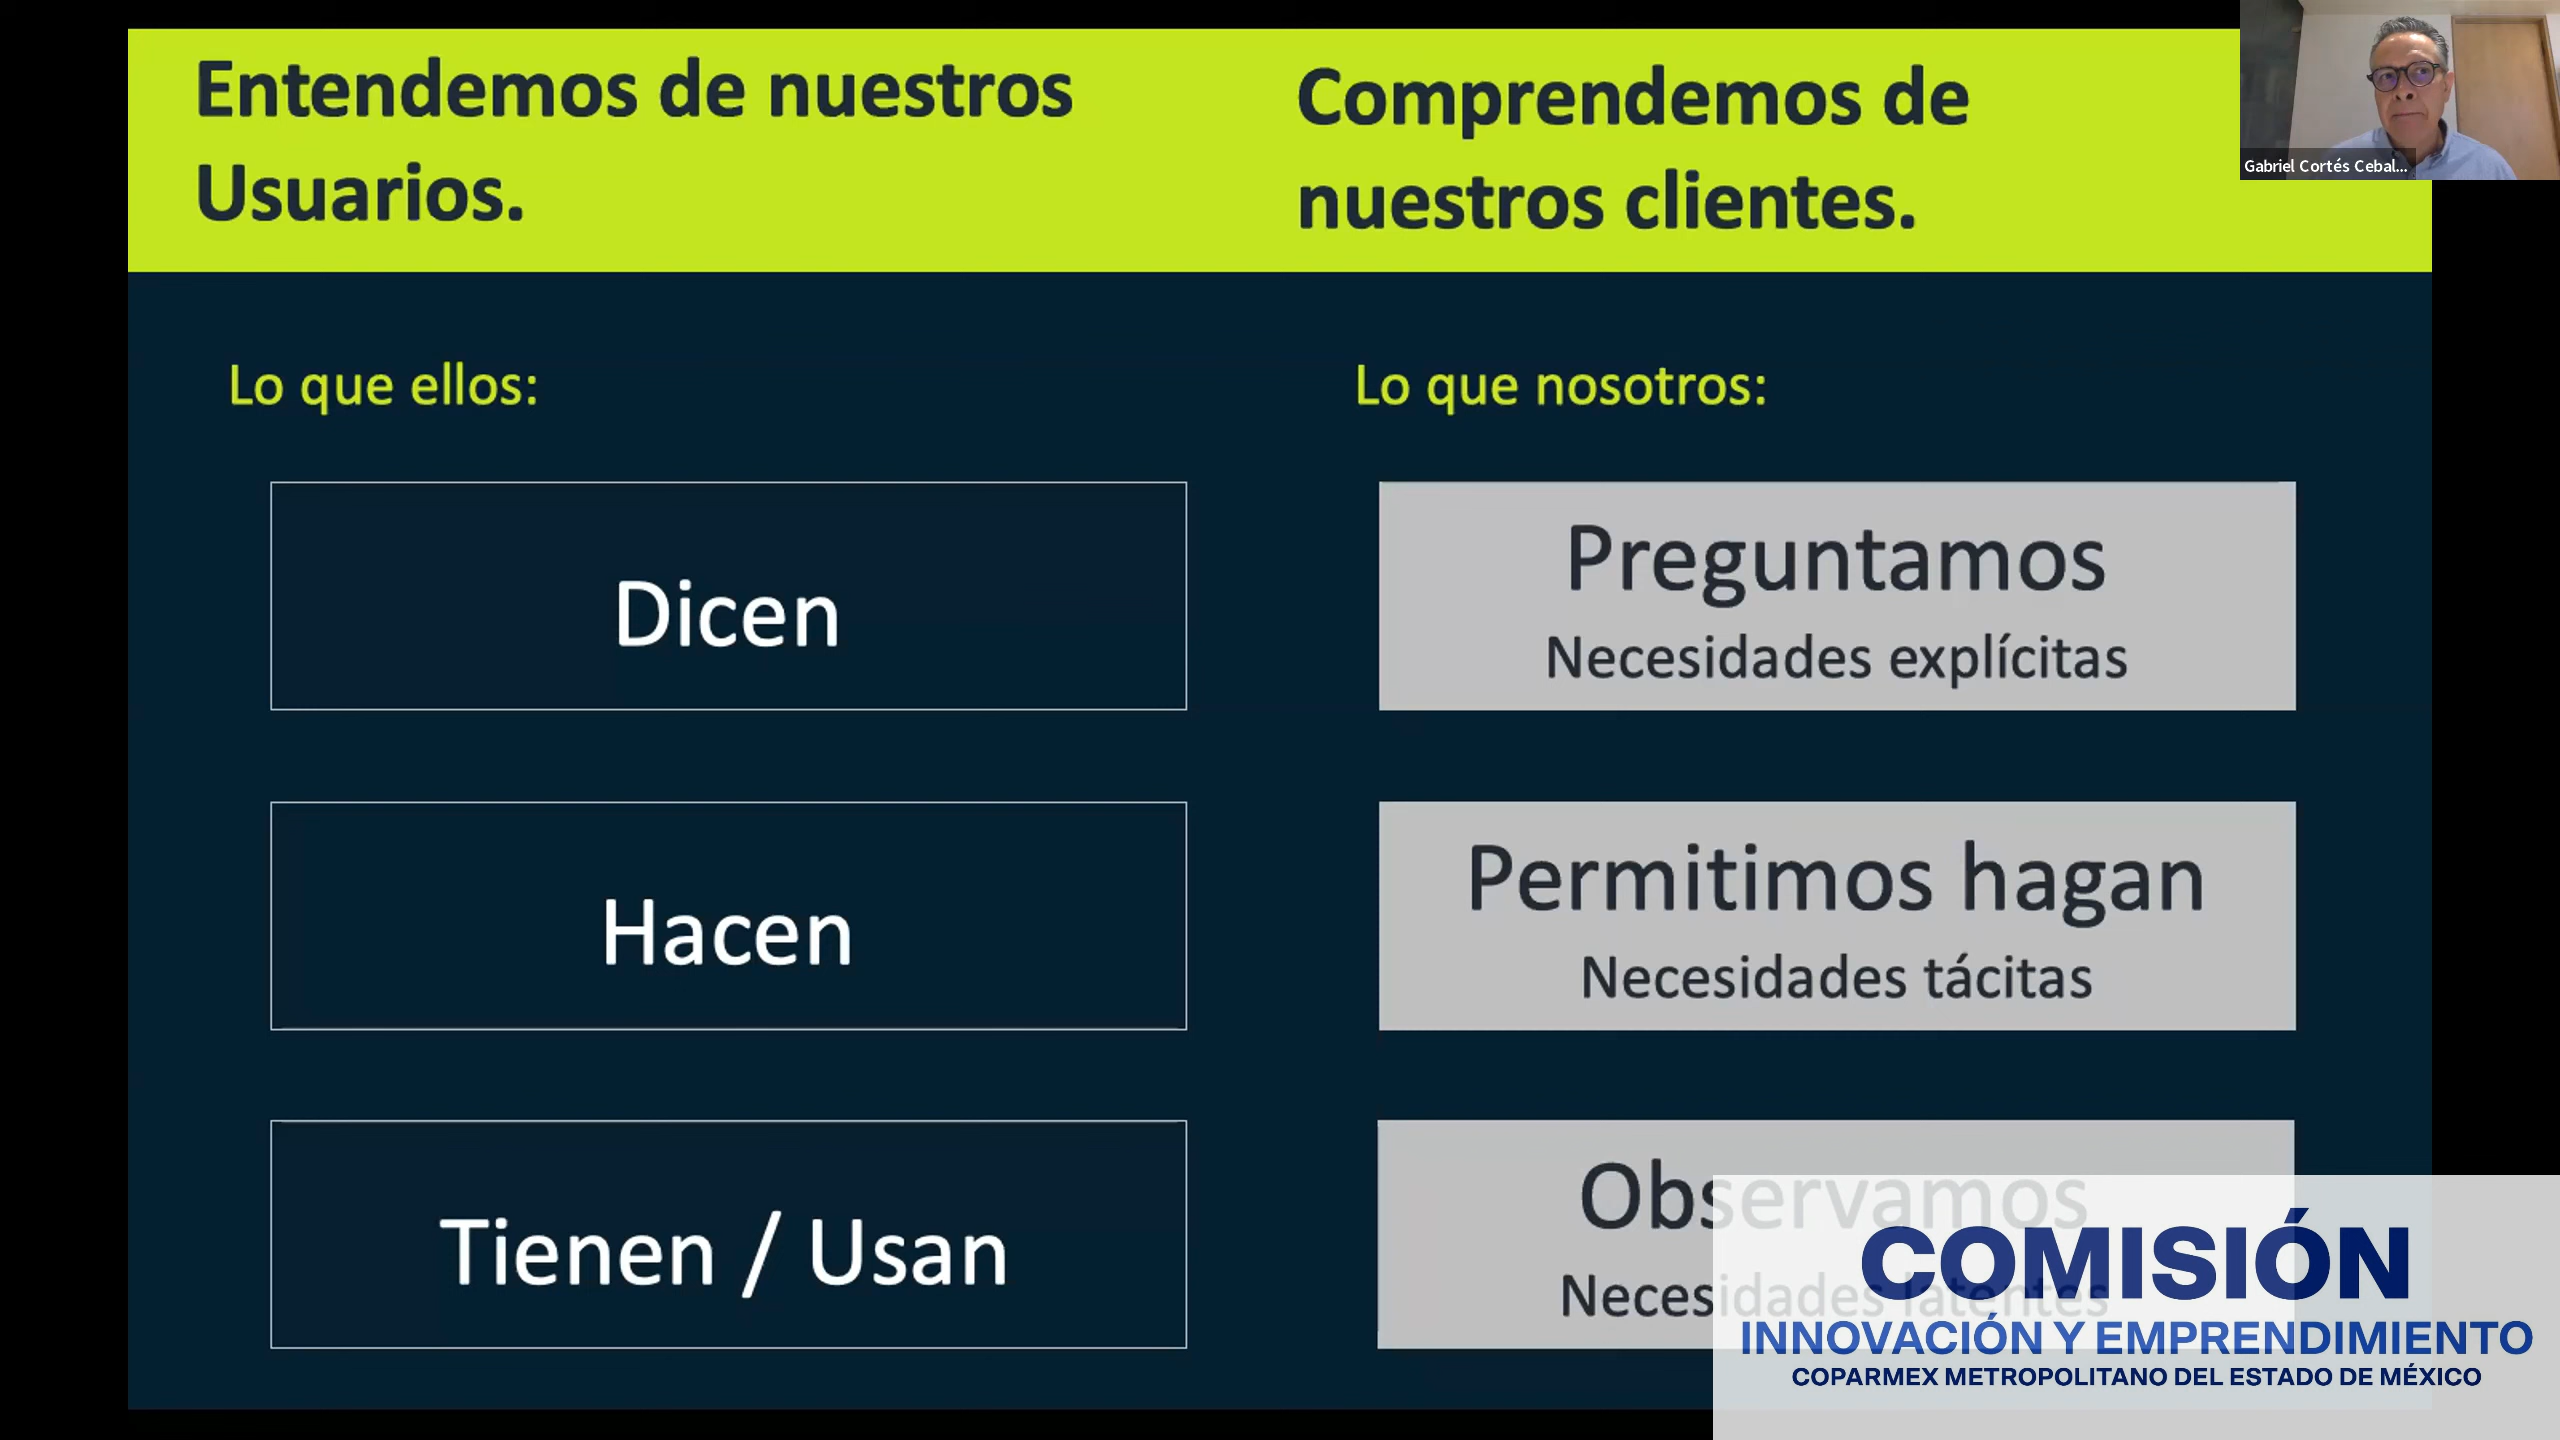 Entendemos de nuestros
Usuarios.
Comprendemos de
nuestros clientes.
Gabriel Cortés Cebal...
Lo que ellos:
Lo que nosotros:
Dicen
Preguntamos
Necesidades explícitas
Hacen
Permitimos hagan
Necesidades tácitas
Tienen / Usan
Observamos
Necesidades latentes
COMISIÓN
INNOVACIÓN Y EMPRENDIMIENTO
COPARMEX METROPOLITANO DEL ESTADO DE MÉXICO